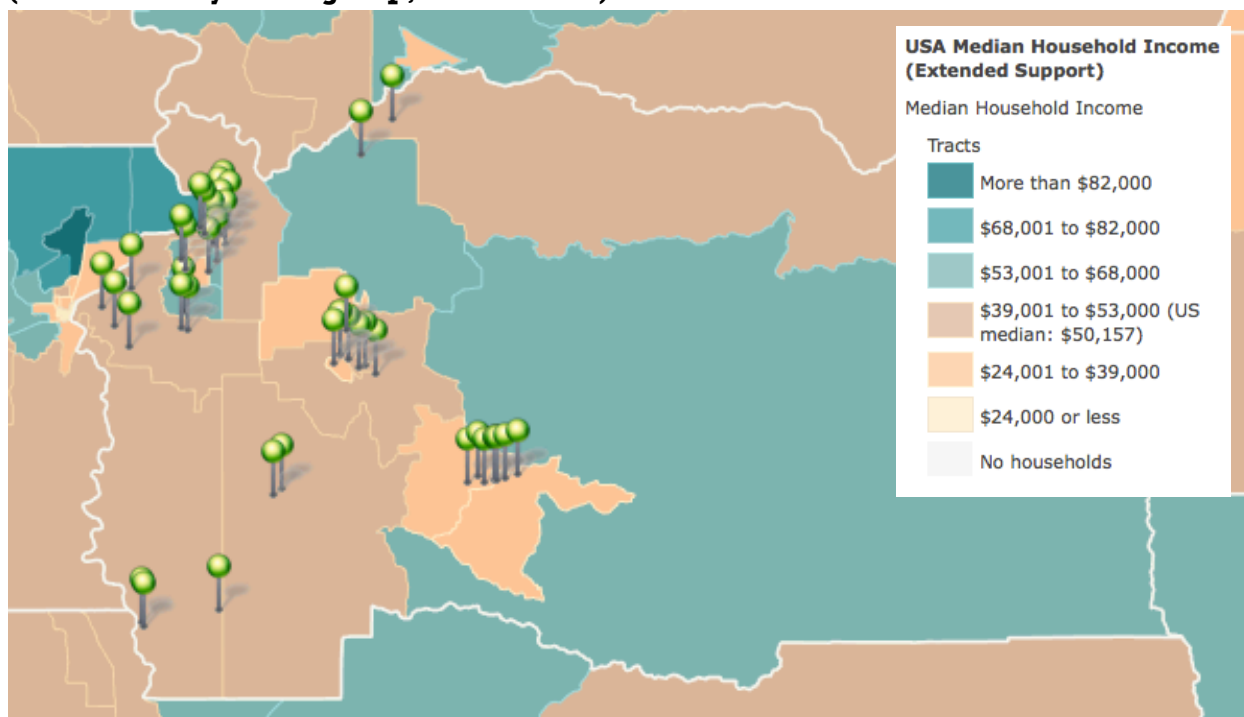 USA Median Household Income
(Extended Support)
Median Household Income
Tracts
More than $82,000
$68,001 to $82,000
$53,001 to $68,000
$39,001 to $53,000 (US
median: $50,157)
$24,001 to $39,000
$24,000 or less
No households